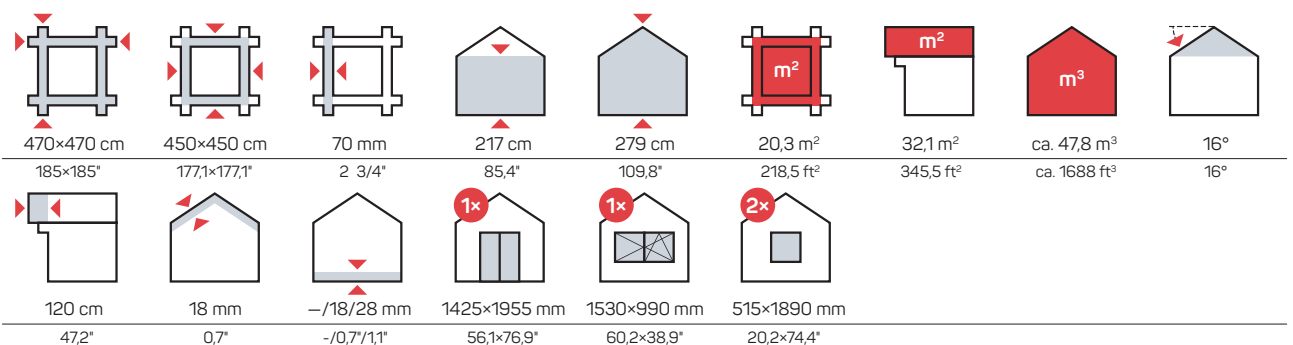 m² m² m³
470×470 cm 450×450 cm 70 mm 217 cm 279 cm 20,3 m² 32,1 m² ca. 47,8 m³ 16°
185×185" 177,1×177,1" 2 3/4" 85,4" 109,8" 218,5 ft² 345,5 ft² ca. 1688 ft³ 16°
1× 1× 2×
120 cm 18 mm —/18/28 mm 1425×1955 mm 1530×990 mm 515×1890 mm
47,2" 0,7" -/0,7"/1,1" 56,1×76,9" 60,2×38,9" 20,2×74,4"